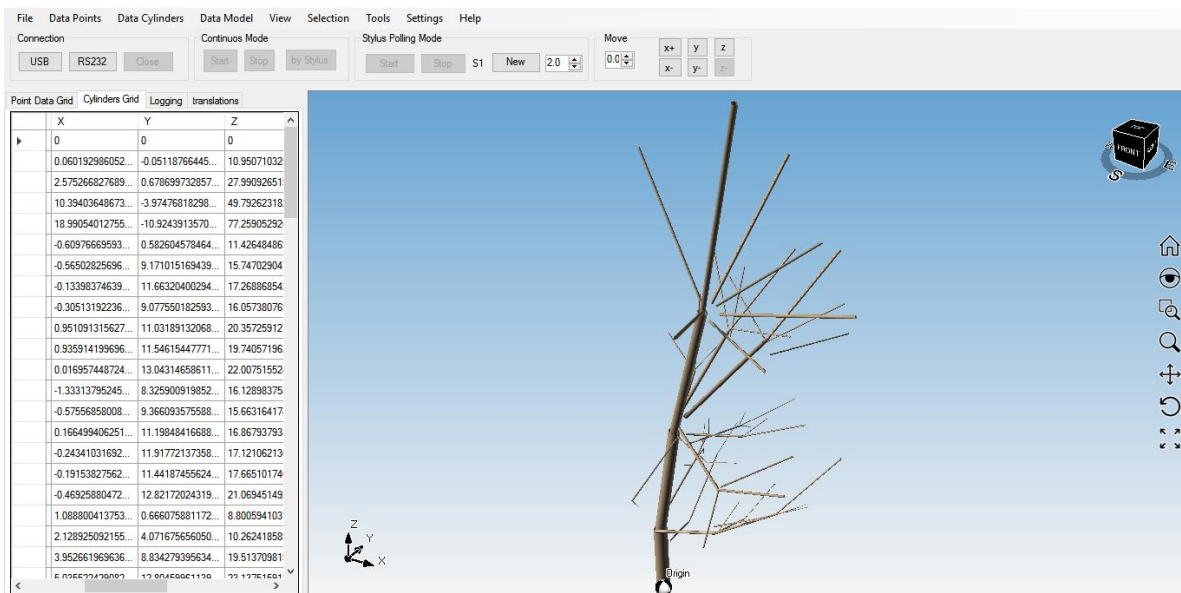 File Data Points Data Cylinders Data Model View Selection Tools Settings Help
Connection Continuos Mode Stylus Polling Mode Move
USB RS232 Close Start Stop by Stylus Start Stop S1 New 2.0 0.0 x+ y z
x- y- z-
Point Data Grid Cylinders Grid Logging translations
X Y Z
0 0 0
0.060192986052... -0.05118766445... 10.95071032
2.575266827689... 0.678699732857... 27.99092651
10.39403648673... -3.97476818298... 49.79262318
18.99054012755... -10.9243913570... 77.25905292
-0.60976669593... 0.582604578464... 11.42648486
-0.56502825696... 9.171015169439... 15.74702904
-0.13398374639... 11.66320400294... 17.26886854
-0.30513192236... 9.077550182593... 16.05738076
0.951091315627... 11.03189132068... 20.35725912
0.935914199696... 11.54615447771... 19.74057196
0.016957448724... 13.04314658611... 22.00751552
-1.33313795245... 8.325900919852... 16.12898375
-0.57556858008... 9.366093575588... 15.66316417
0.166499406251... 11.19848416688... 16.86793793
-0.24341031692... 11.91772137358... 17.12106213
-0.19153827562... 11.44187455624... 17.66510174
-0.46925880472... 12.82172024319... 21.06945149
1.088800413753... 0.666075881172... 8.800594103
2.128925092155... 4.071675656050... 10.26241858
3.952661969636... 8.834279395634... 19.51370981
FRONT
S
E
Z
Y
X
Origin